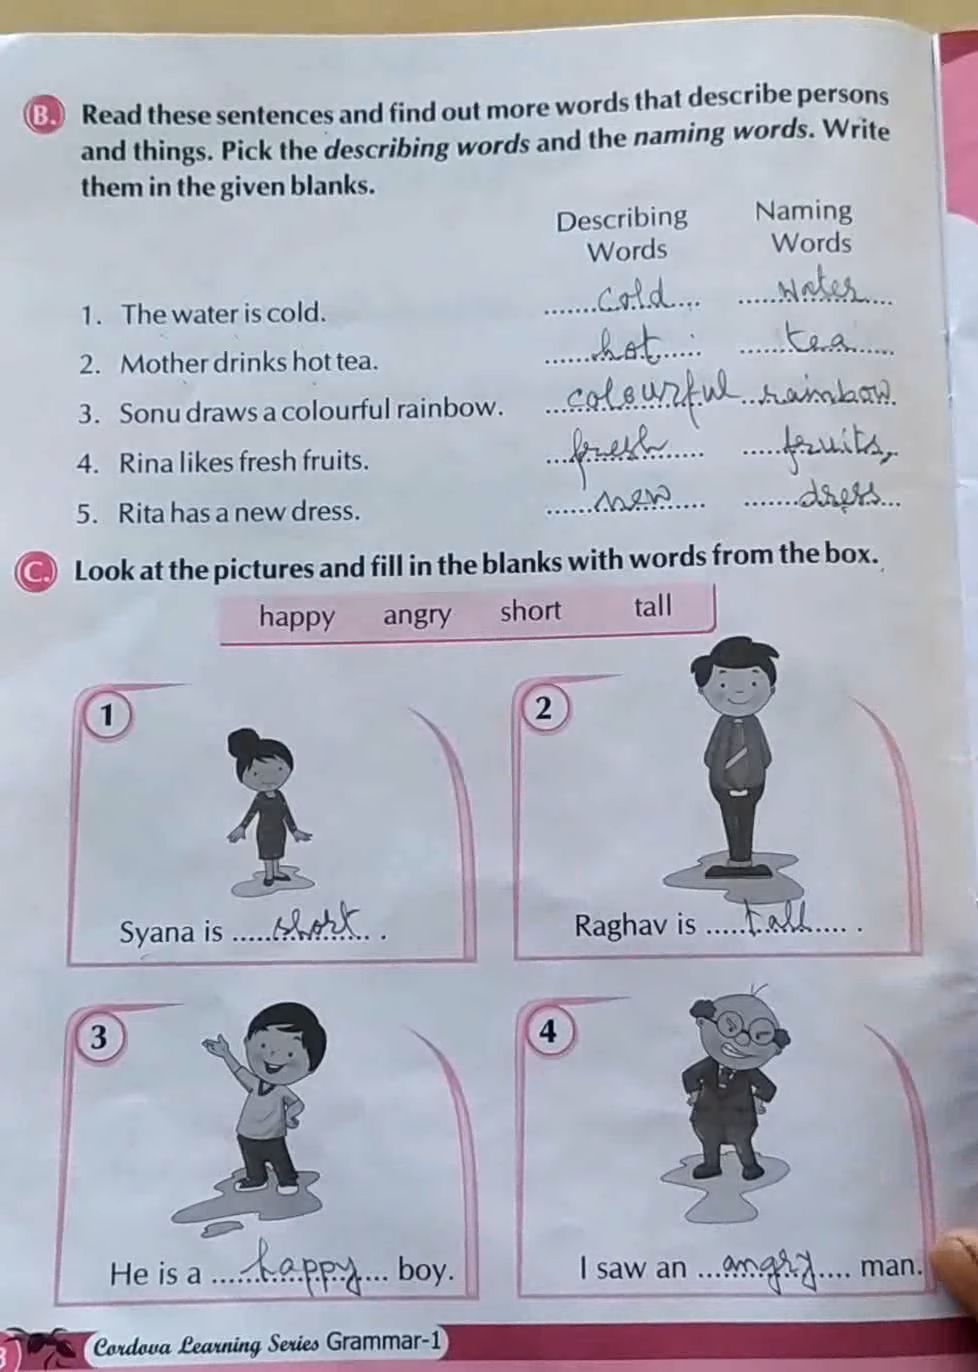 B. Read these sentences and find out more words that describe persons
and things. Pick the describing words and the naming words. Write
them in the given blanks.
Describing Naming
Words Words
1. The water is cold. ......cold...... ......water......
2. Mother drinks hot tea. ......hot...... ......tea......
3. Sonu draws a colourful rainbow. ...colourful...rainbow.
4. Rina likes fresh fruits. ...fresh...... ......fruits,
5. Rita has a new dress. ......new...... .......dress...
C. Look at the pictures and fill in the blanks with words from the box.
happy angry short tall
1
2
Syana is .....short.... .
Raghav is .....tall..... .
3
4
He is a ......happy.... boy.
I saw an ...angry.... man.
Cordova Learning Series Grammar-1